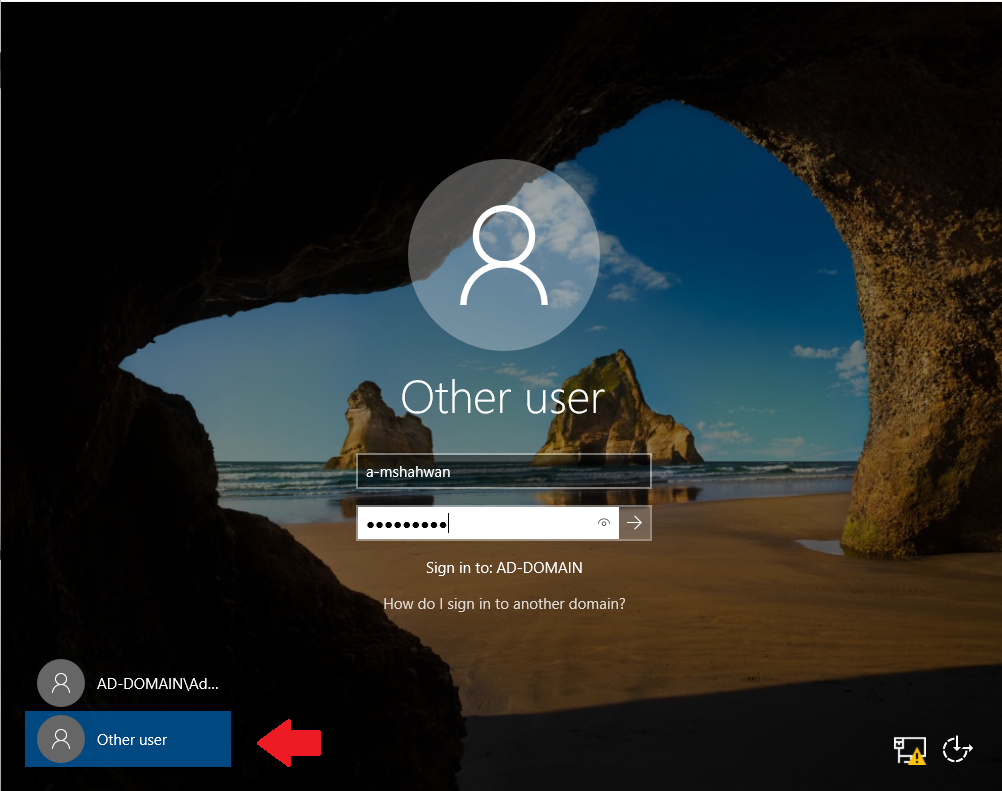 Other user
a-mshahwan
Sign in to: AD-DOMAIN
How do I sign in to another domain?
AD-DOMAIN\Ad...
Other user